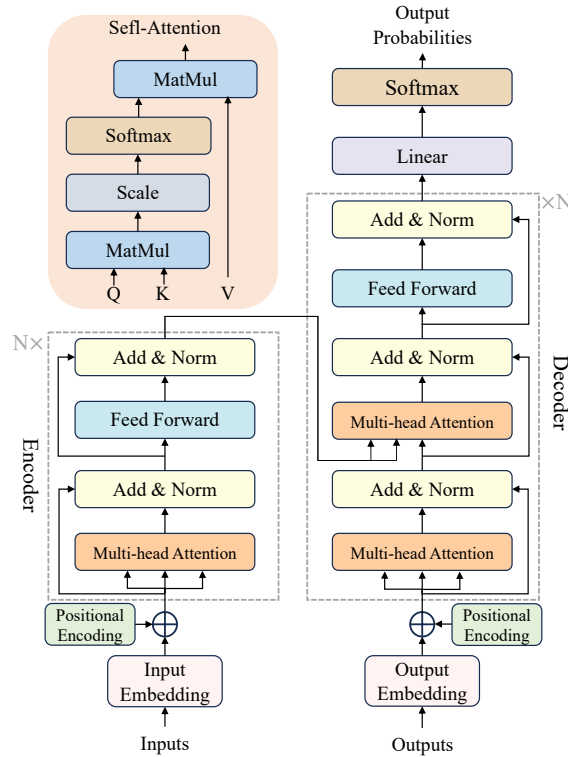 Sefl-Attention
MatMul
Softmax
Scale
MatMul
Q
K
V
N×
Add & Norm
Feed Forward
Add & Norm
Multi-head Attention
Encoder
Positional
Encoding
Input
Embedding
Inputs
Output
Probabilities
Softmax
Linear
×N
Add & Norm
Feed Forward
Add & Norm
Multi-head Attention
Add & Norm
Multi-head Attention
Decoder
Positional
Encoding
Output
Embedding
Outputs